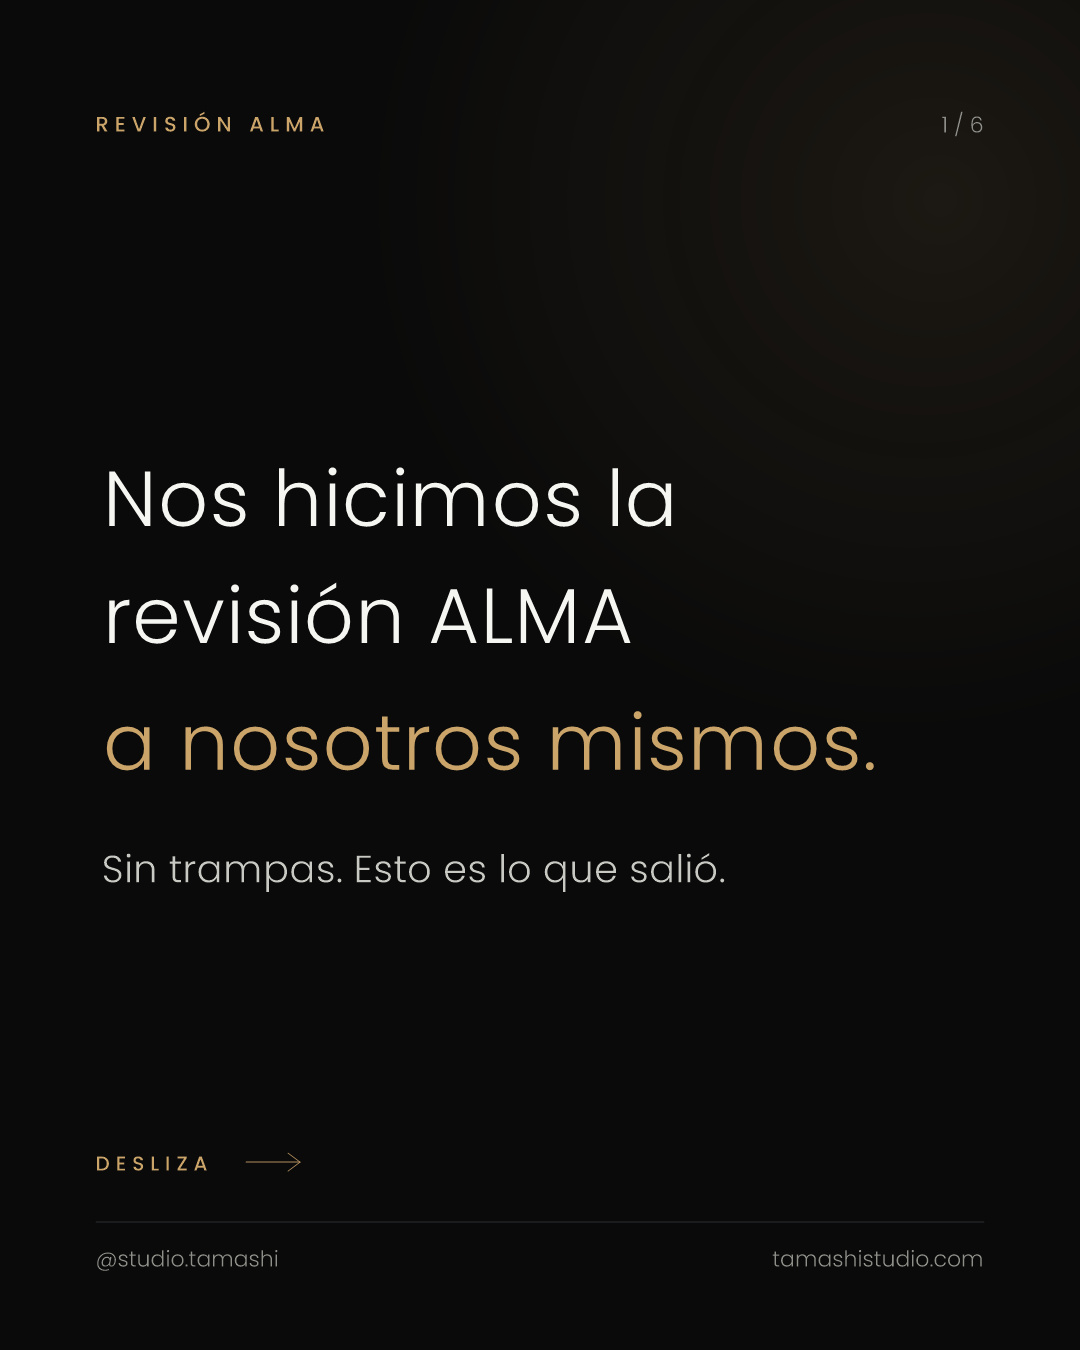 REVISIÓN ALMA
1 / 6
Nos hicimos la
revisión ALMA
a nosotros mismos.
Sin trampas. Esto es lo que salió.
DESLIZA
@studio.tamashi
tamashistudio.com